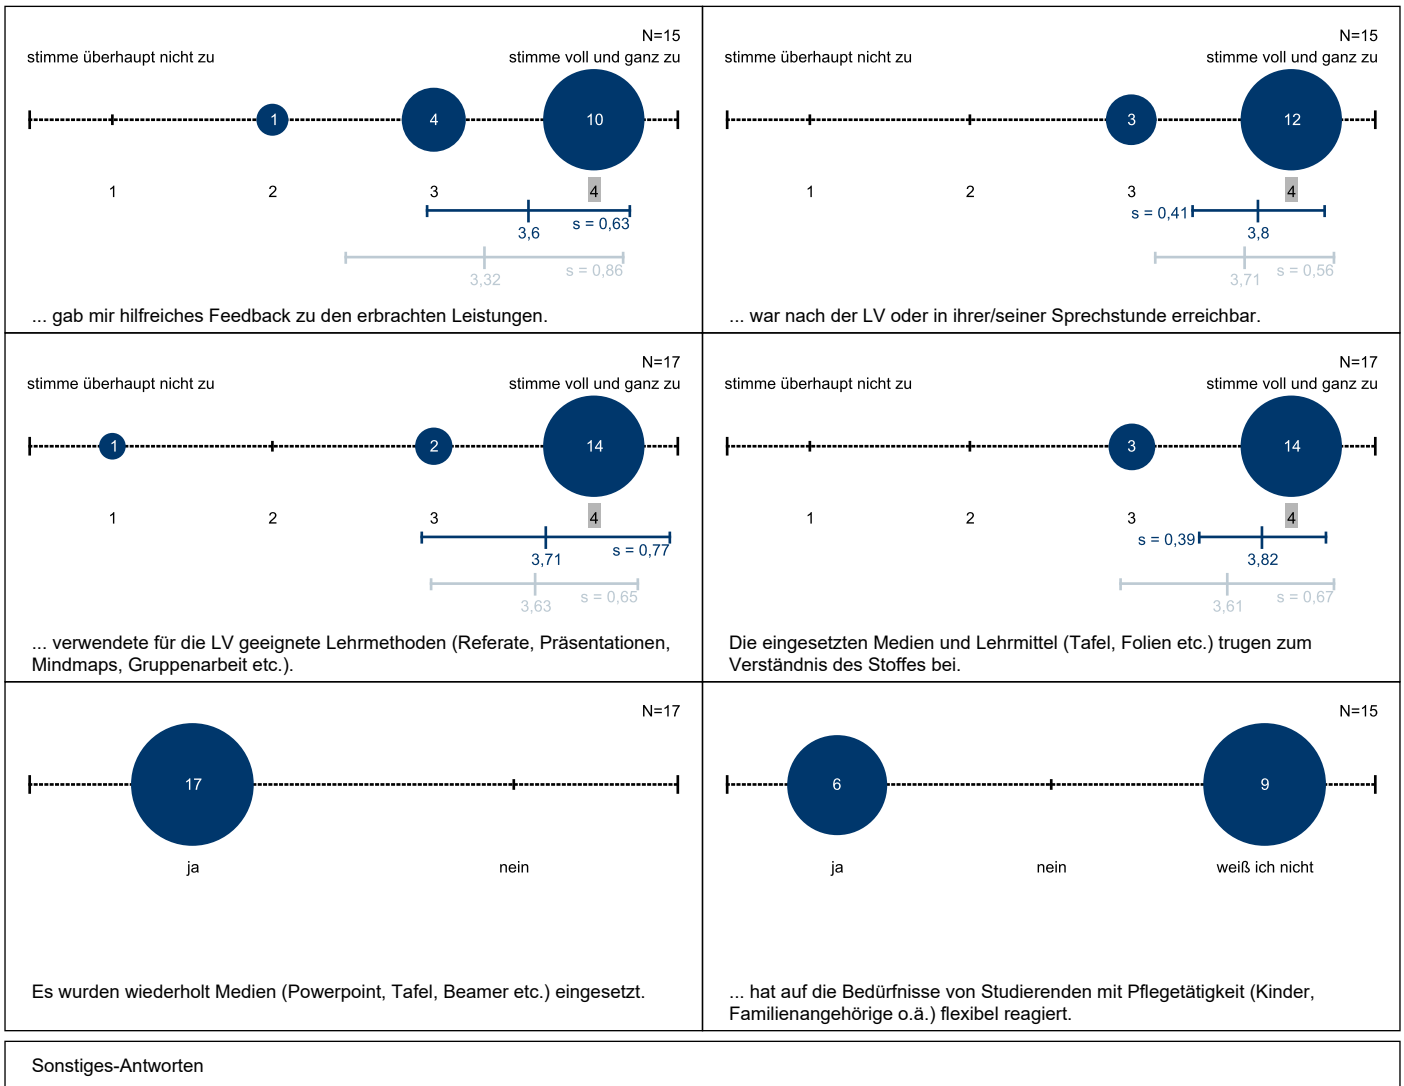 N=15
stimme überhaupt nicht zu stimme voll und ganz zu
1 4 10
1 2 3 4
s = 0,63
3,6
s = 0,86
3,32
... gab mir hilfreiches Feedback zu den erbrachten Leistungen.
N=15
stimme überhaupt nicht zu stimme voll und ganz zu
3 12
1 2 3 4
s = 0,41
3,8
s = 0,56
3,71
... war nach der LV oder in ihrer/seiner Sprechstunde erreichbar.
N=17
stimme überhaupt nicht zu stimme voll und ganz zu
1 2 14
1 2 3 4
s = 0,77
3,71
s = 0,65
3,63
... verwendete für die LV geeignete Lehrmethoden (Referate, Präsentationen,
Mindmaps, Gruppenarbeit etc.).
N=17
stimme überhaupt nicht zu stimme voll und ganz zu
3 14
1 2 3 4
s = 0,39
3,82
s = 0,67
3,61
Die eingesetzten Medien und Lehrmittel (Tafel, Folien etc.) trugen zum
Verständnis des Stoffes bei.
N=17
17
ja nein
Es wurden wiederholt Medien (Powerpoint, Tafel, Beamer etc.) eingesetzt.
N=15
6 9
ja nein weiß ich nicht
... hat auf die Bedürfnisse von Studierenden mit Pflegetätigkeit (Kinder,
Familienangehörige o.ä.) flexibel reagiert.
Sonstiges-Antworten